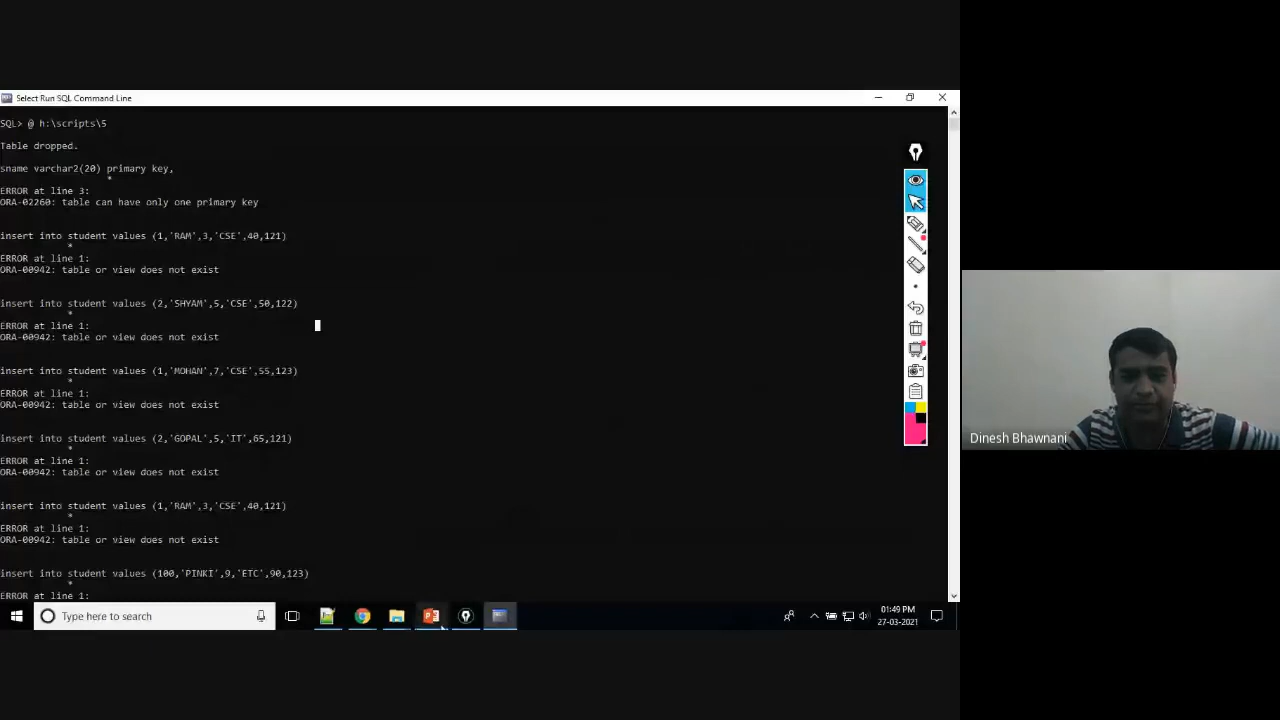 Select Run SQL Command Line
SQL> @ h:\scripts\5
Table dropped.
sname varchar2(20) primary key,
*
ERROR at line 3:
ORA-02260: table can have only one primary key
insert into student values (1,'RAM',3,'CSE',40,121)
*
ERROR at line 1:
ORA-00942: table or view does not exist
insert into student values (2,'SHYAM',5,'CSE',50,122)
*
ERROR at line 1:
ORA-00942: table or view does not exist
insert into student values (1,'MOHAN',7,'CSE',55,123)
*
ERROR at line 1:
ORA-00942: table or view does not exist
insert into student values (2,'GOPAL',5,'IT',65,121)
*
ERROR at line 1:
ORA-00942: table or view does not exist
insert into student values (1,'RAM',3,'CSE',40,121)
*
ERROR at line 1:
ORA-00942: table or view does not exist
insert into student values (100,'PINKI',9,'ETC',90,123)
*
ERROR at line 1:
Dinesh Bhawnani
Type here to search
01:49 PM
27-03-2021